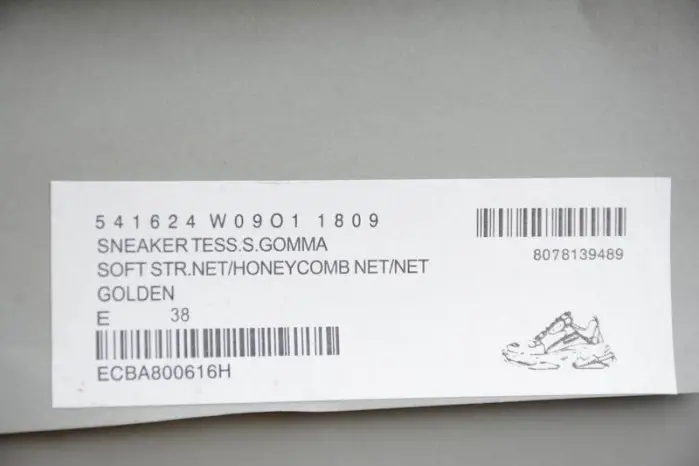 541624 W09O1 1809
SNEAKER TESS.S.GOMMA
SOFT STR.NET/HONEYCOMB NET/NET
GOLDEN
E 38
ECBA800616H
8078139489